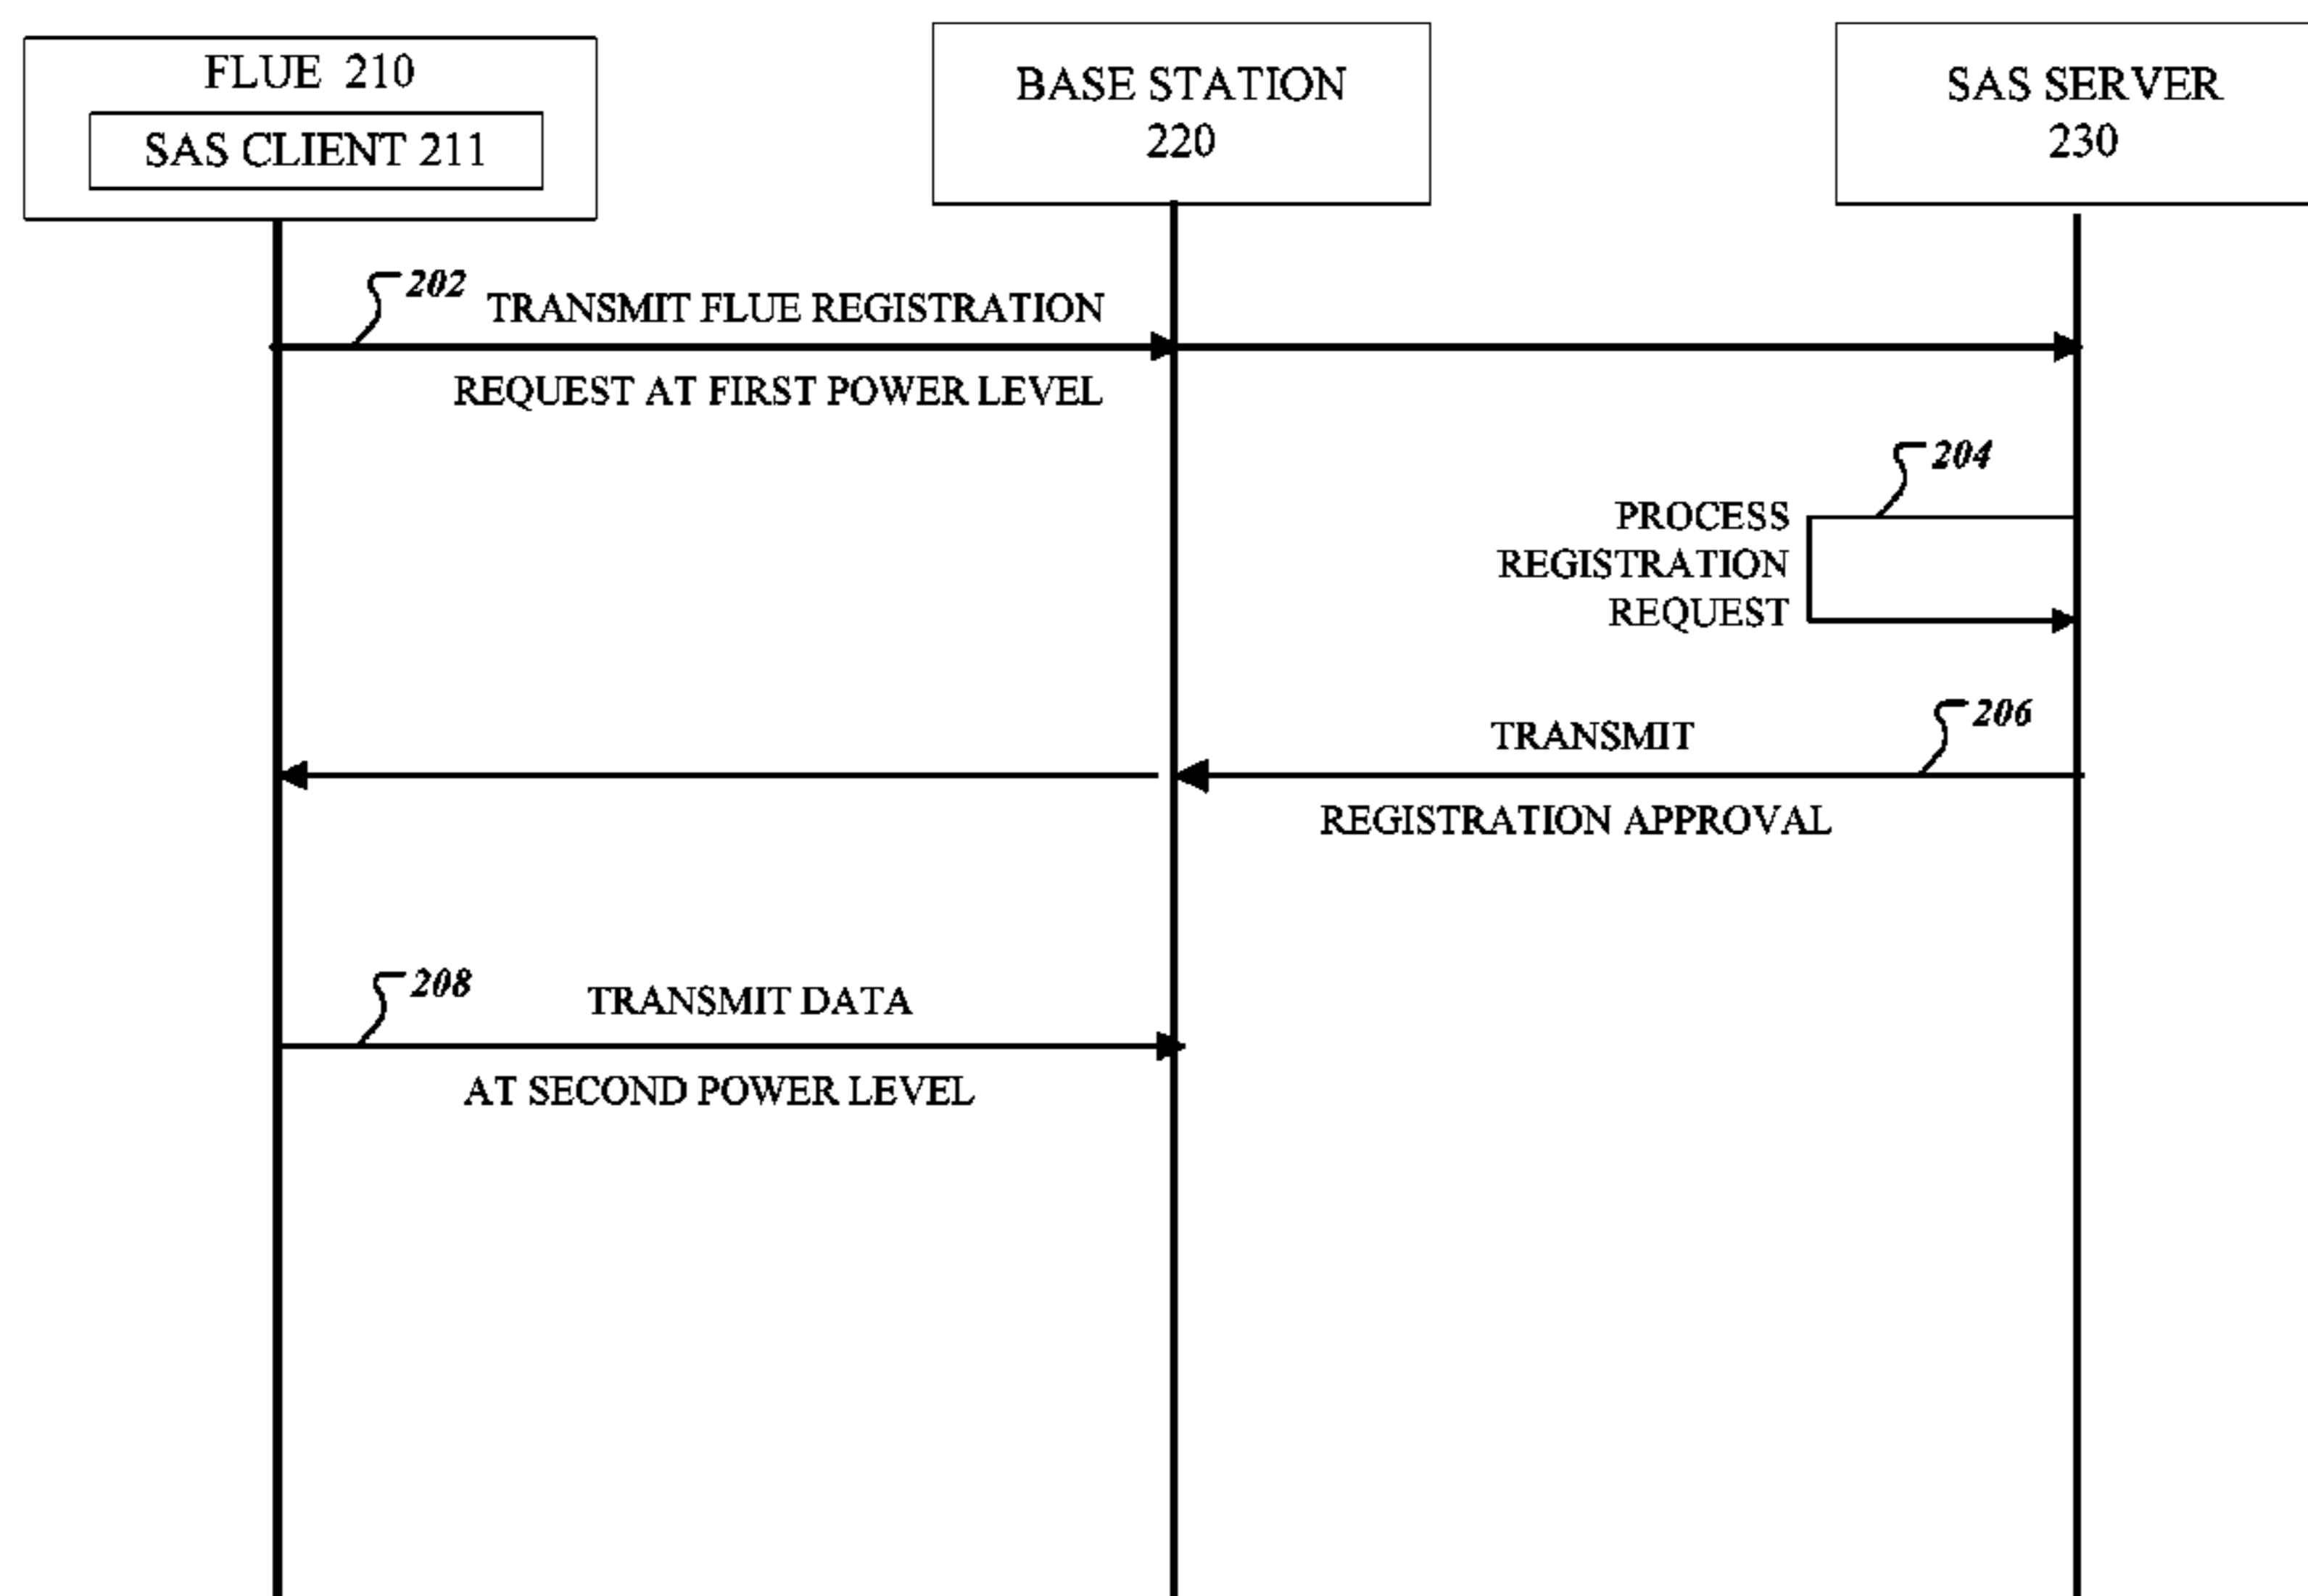 FLUE 210
SAS CLIENT 211
BASE STATION
220
SAS SERVER
230
202
TRANSMIT FLUE REGISTRATION
REQUEST AT FIRST POWER LEVEL
204
PROCESS
REGISTRATION
REQUEST
206
TRANSMIT
REGISTRATION APPROVAL
208
TRANSMIT DATA
AT SECOND POWER LEVEL